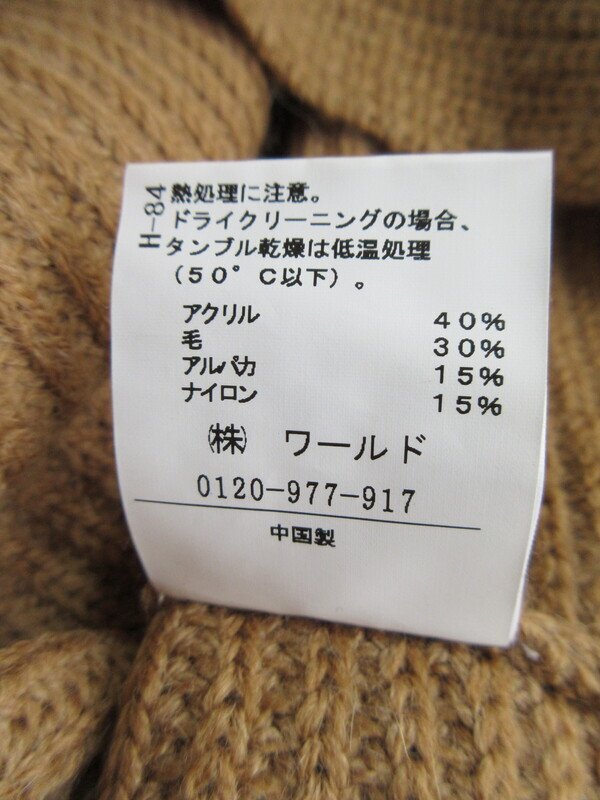 H-84
熱処理に注意。
ドライクリーニングの場合、
タンブル乾燥は低温処理
(50°C以下)。
アクリル 40%
毛 30%
アルパカ 15%
ナイロン 15%
㈱ ワールド
0120-977-917
中国製